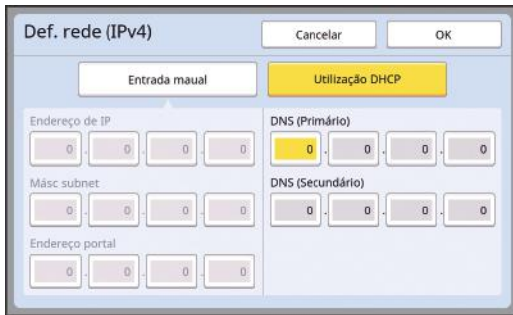 Def. rede (IPv4)
Cancelar
OK
Entrada maual
Utilização DHCP
Endereço de IP
0 . 0 . 0 . 0
Másc subnet
0 . 0 . 0 . 0
Endereço portal
0 . 0 . 0 . 0
DNS (Primário)
0 . 0 . 0 . 0
DNS (Secundário)
0 . 0 . 0 . 0